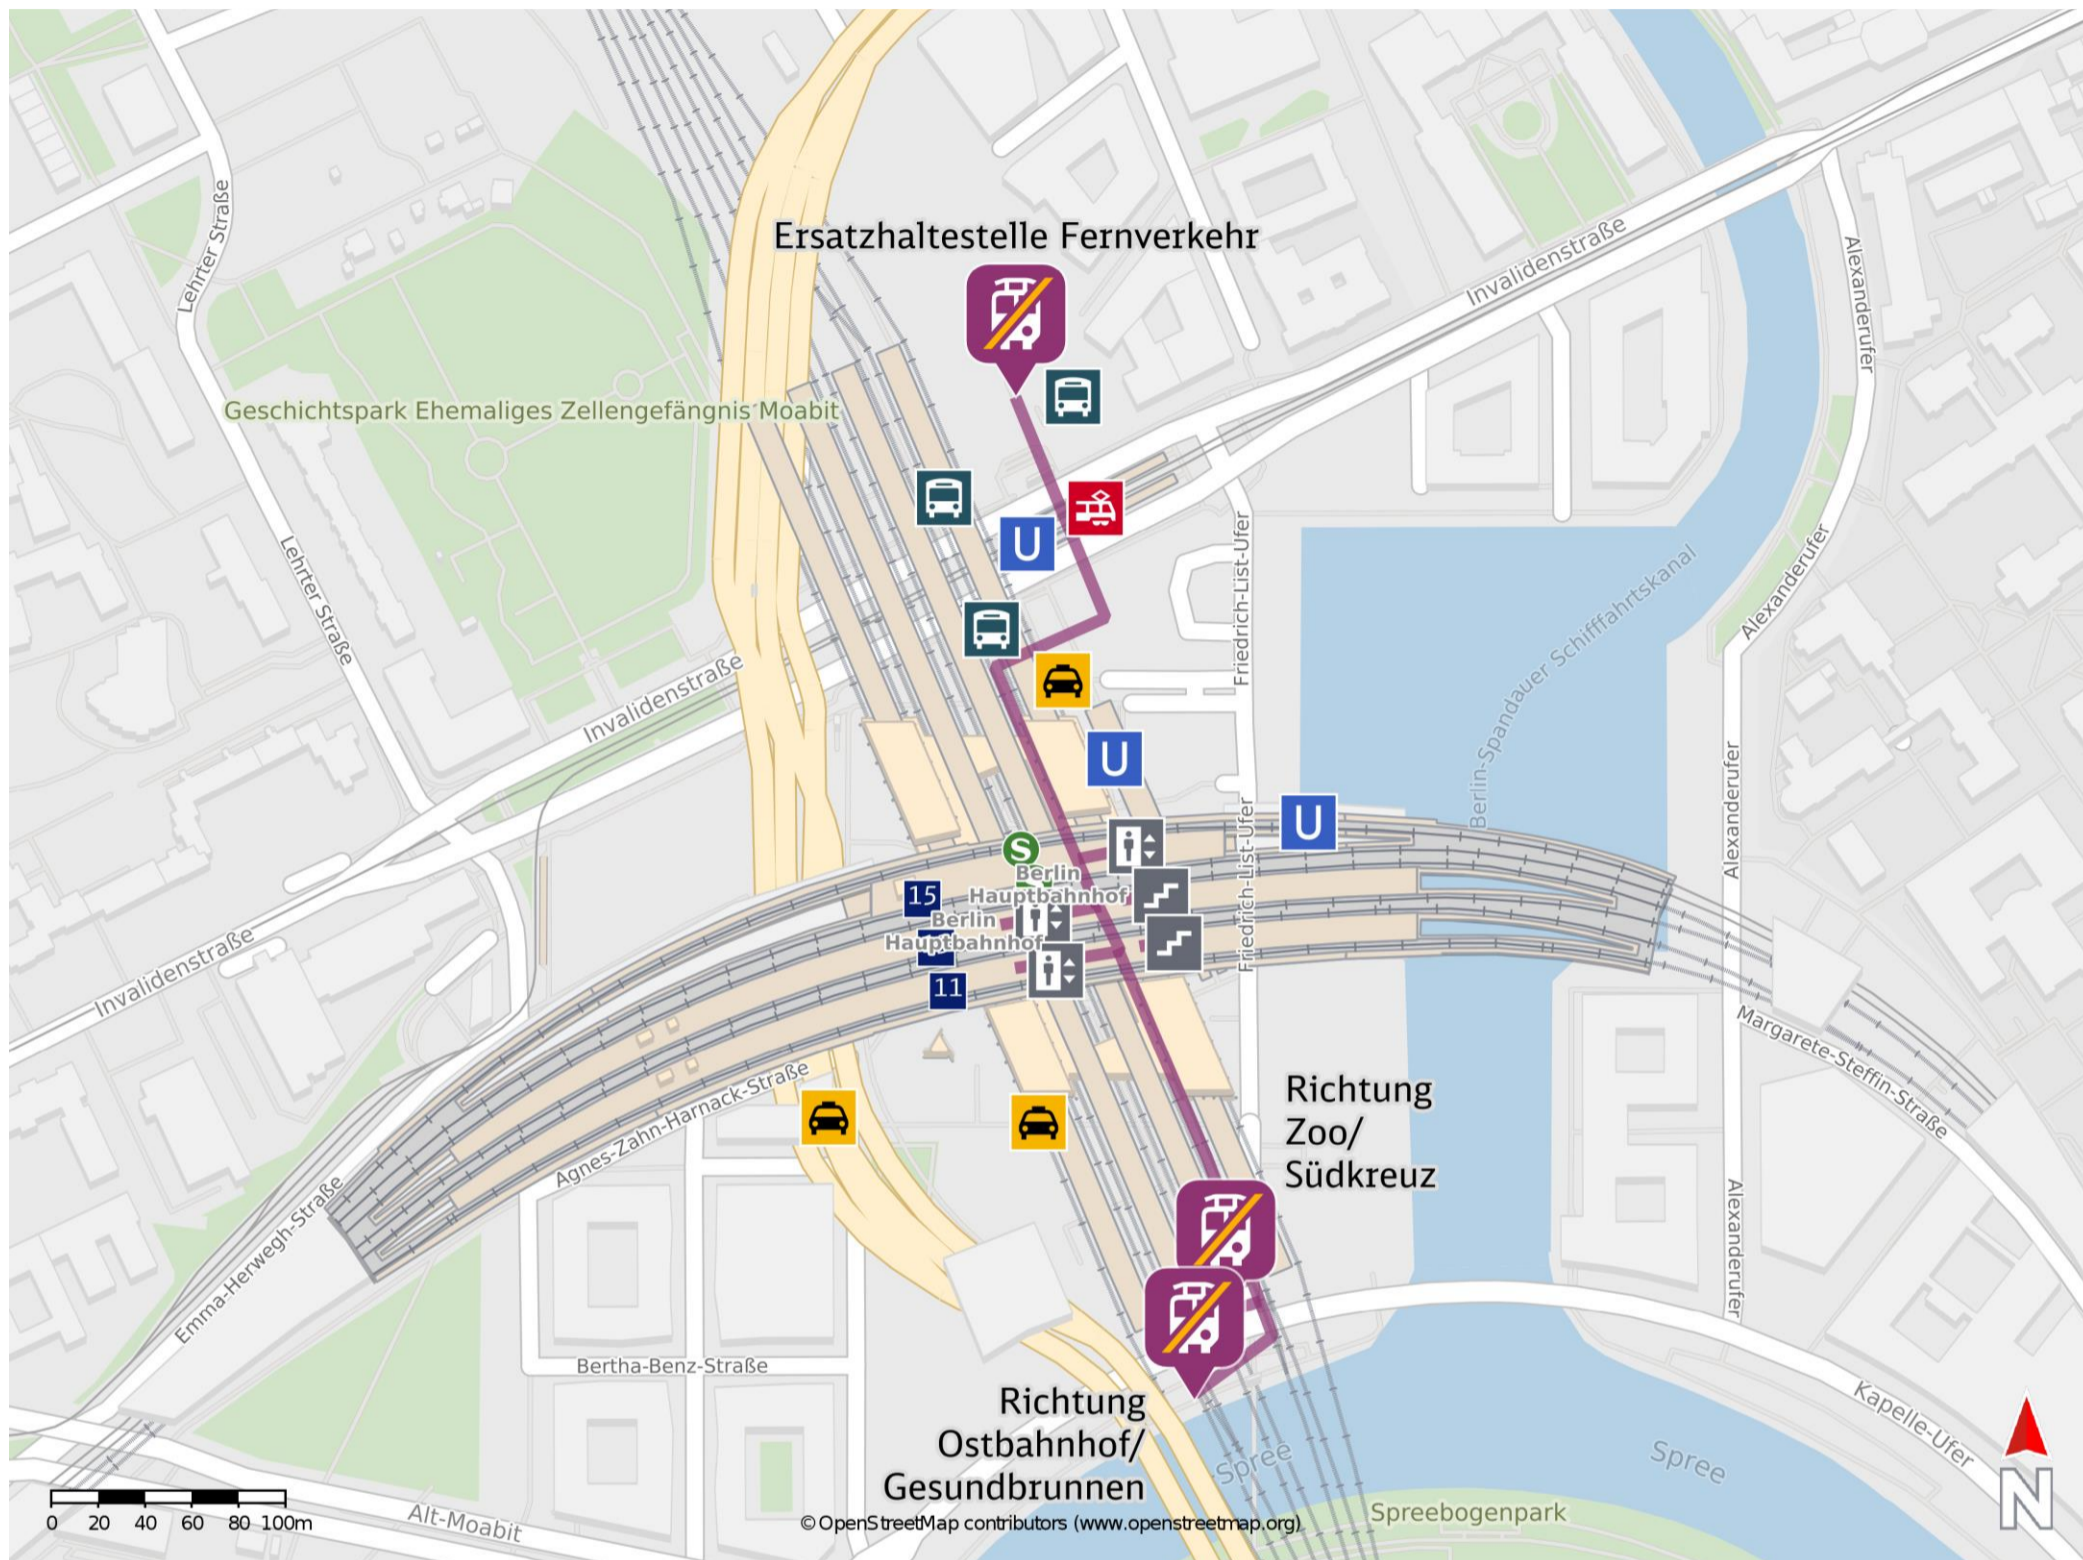 Ersatzhaltestelle Fernverkehr
Lehrter Straße
Invalidenstraße
Alexanderufer
Geschichtspark Ehemaliges Zellengefängnis Moabit
U
Lehrter Straße
Friedrich-List-Ufer
Alexanderufer
Berlin-Spandauer Schifffahrtskanal
Invalidenstraße
U
Alexanderufer
U
Friedrich-List-Ufer
S
Berlin
Hauptbahnhof
15
Berlin
Hauptbahnhof
11
Invalidenstraße
Margarete-Steffin-Straße
Agnes-Zahn-Harnack-Straße
Richtung
Zoo/
Südkreuz
Emma-Herwegh-Straße
Alexanderufer
Bertha-Benz-Straße
Richtung
Ostbahnhof/
Gesundbrunnen
Kapelle-Ufer
Spree
Spree
Spreebogenpark
N
Alt-Moabit
0 20 40 60 80 100m
©OpenStreetMap contributors (www.openstreetmap.org)